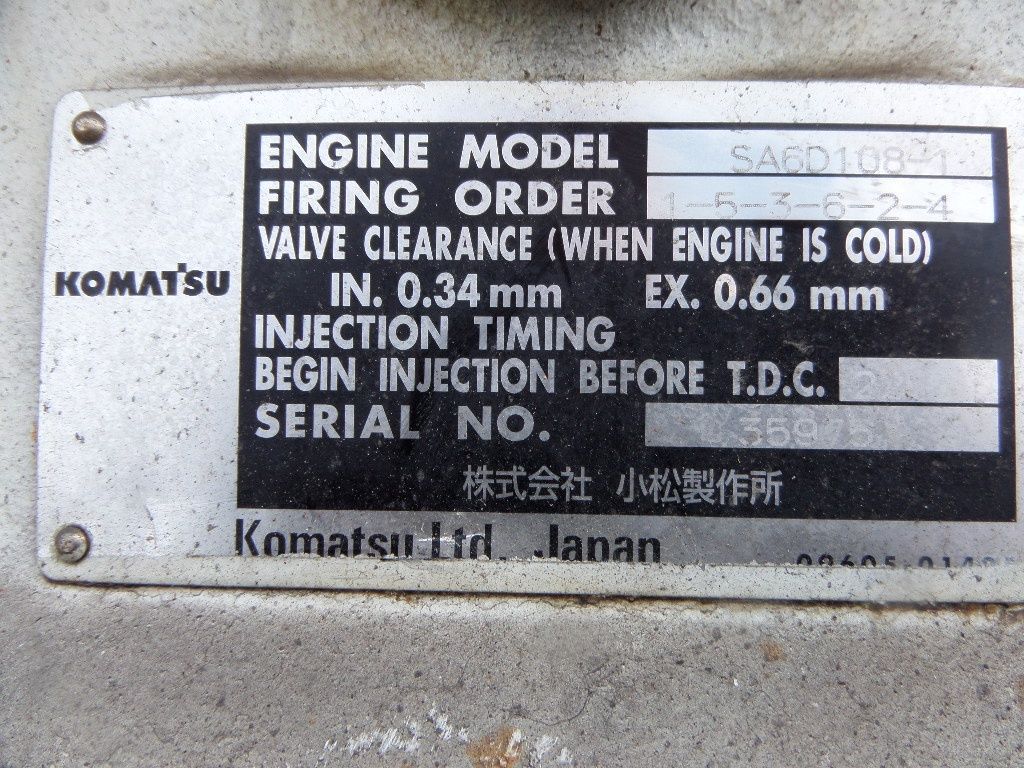 ENGINE MODEL SA6D108-1
FIRING ORDER 1-5-3-6-2-4
VALVE CLEARANCE (WHEN ENGINE IS COLD)
KOMATSU
IN. 0.34 mm EX. 0.66 mm
INJECTION TIMING
BEGIN INJECTION BEFORE T.D.C.
SERIAL NO. 35975
株式会社 小松製作所
Komatsu Ltd. Japan